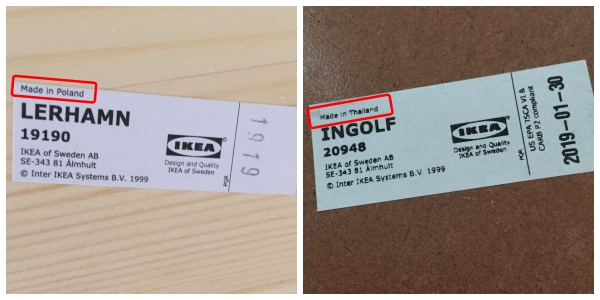 Made in Poland
LERHAMN
19190
IKEA of Sweden AB
SE-343 81 Älmhult
© Inter IKEA Systems B.V. 1999
IKEA
Design and Quality
IKEA of Sweden
PQR
1919
Made in Thailand
INGOLF
20948
IKEA of Sweden AB
SE-343 81 Älmhult
© Inter IKEA Systems B.V. 1999
IKEA
Design and Quality
IKEA of Sweden
PQR
US EPA TSCA VI &
CARB P2 compliant
2019-01-30